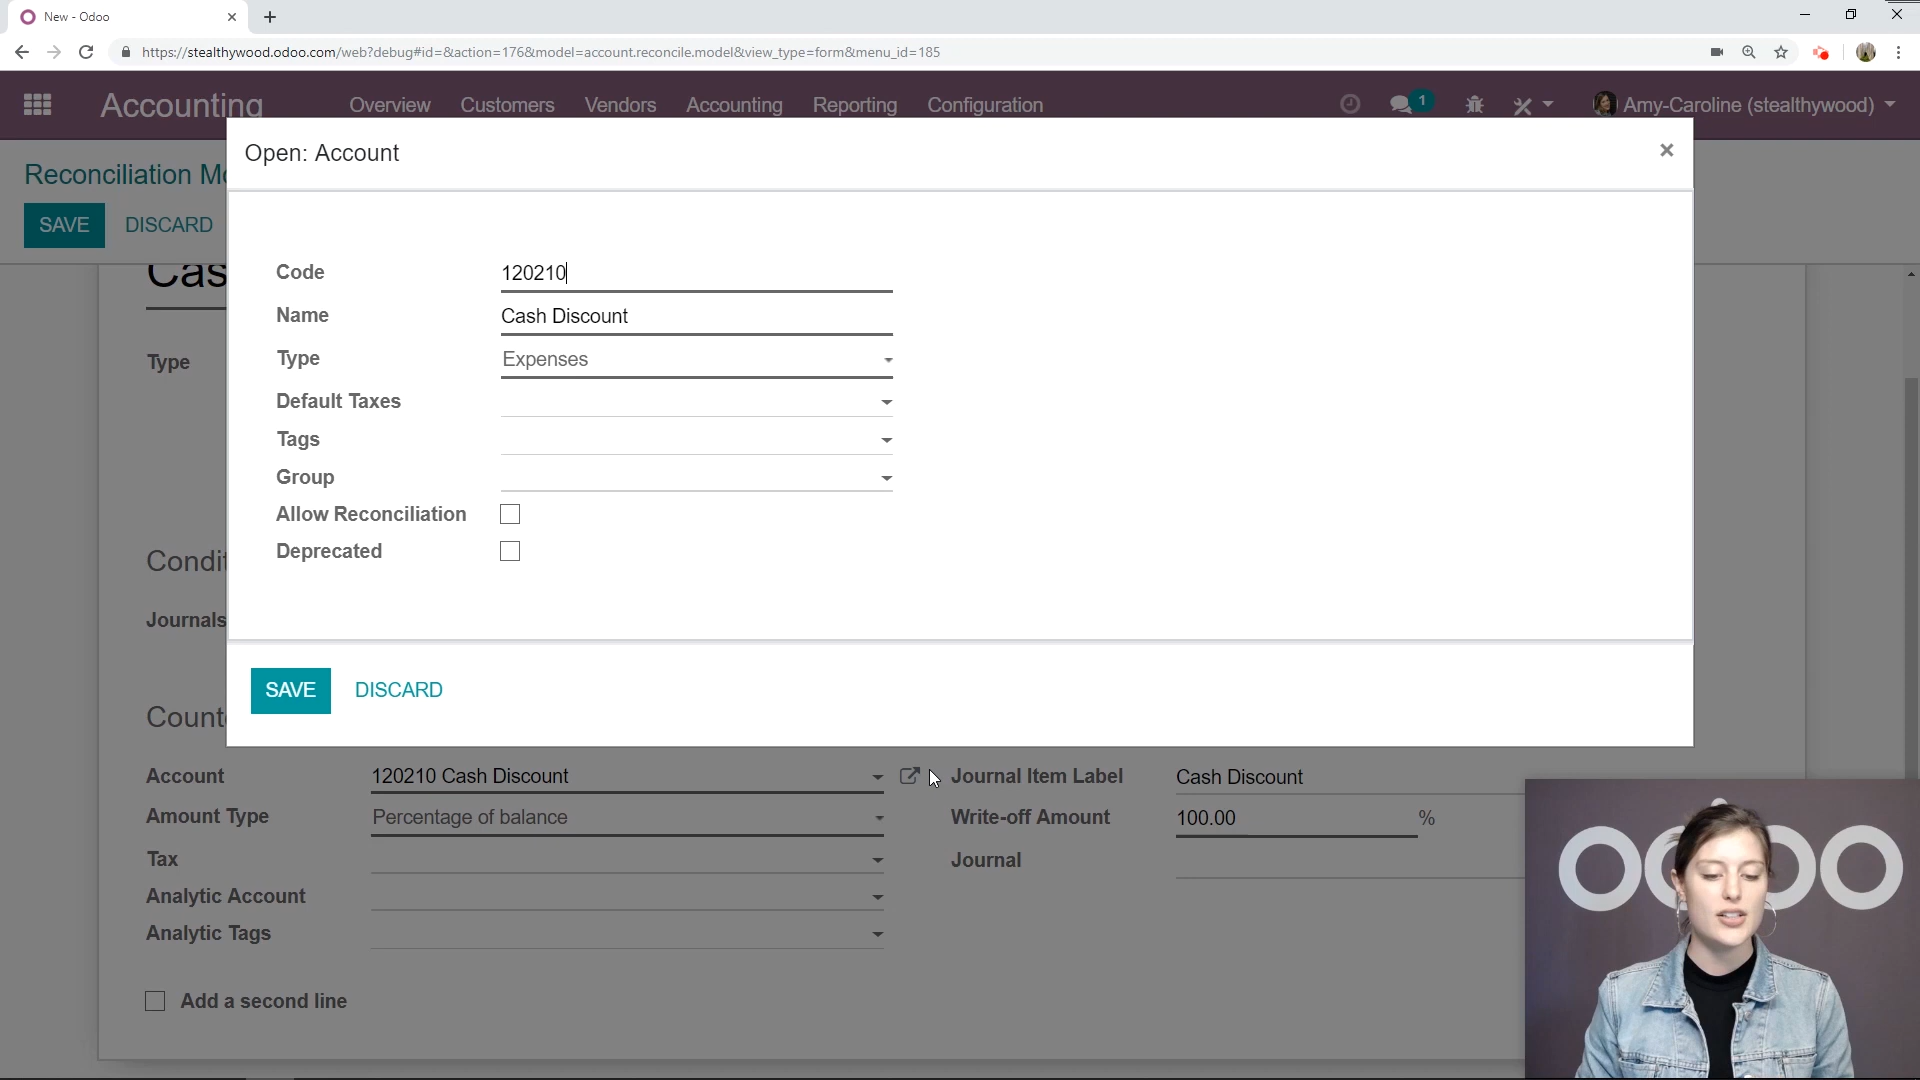 New - Odoo
https://stealthywood.odoo.com/web?debug#id=&action=176&model=account.reconcile.model&view_type=form&menu_id=185
Accounting Overview Customers Vendors Accounting Reporting Configuration 1 Amy-Caroline (stealthywood)
Reconciliation Mo
SAVE DISCARD
Cas
Type
Condit
Journals
Count
Open: Account
Code 120210
Name Cash Discount
Type Expenses
Default Taxes
Tags
Group
Allow Reconciliation
Deprecated
SAVE DISCARD
Account 120210 Cash Discount Journal Item Label Cash Discount
Amount Type Percentage of balance Write-off Amount 100.00 %
Tax Journal
Analytic Account
Analytic Tags
Add a second line
odoo